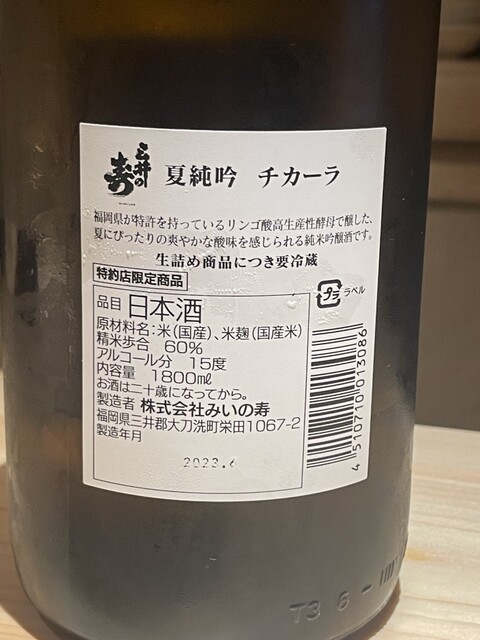 三井の寿
夏純吟 チカーラ
福岡県が特許を持っているリンゴ酸高生産性酵母で醸した、
夏にぴったりの爽やかな酸味を感じられる純米吟醸酒です。
生詰め商品につき要冷蔵
特約店限定商品
プラ ラベル
品目 日本酒
原材料名:米(国産)、米麹(国産米)
精米歩合 60%
アルコール分 15度
内容量 1800㎖
お酒は二十歳になってから。
製造者 株式会社みいの寿
福岡県三井郡大刀洗町栄田1067-2
製造年月
2023.6
4510710013086